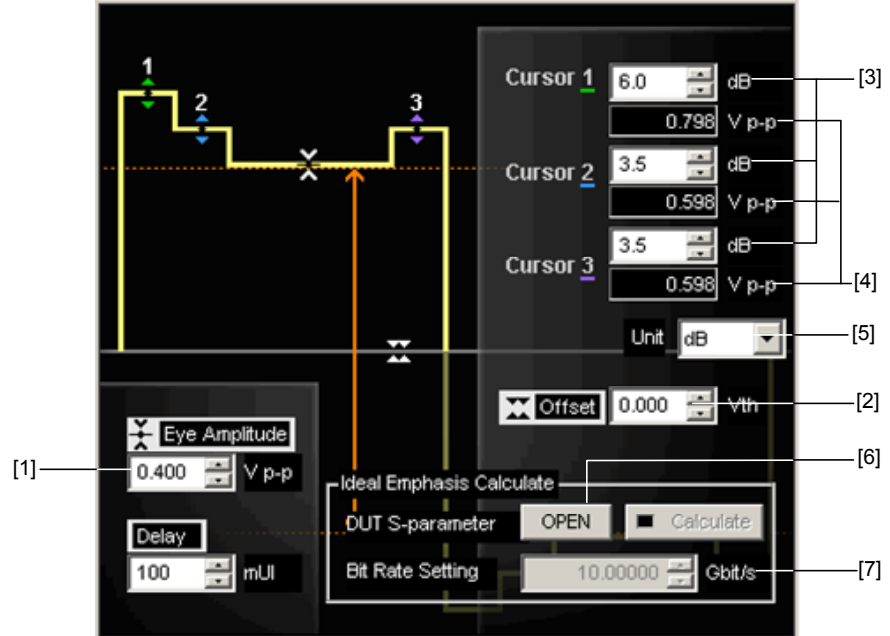 1
2
3
Cursor 1 6.0 dB [3]
0.798 V p-p
Cursor 2 3.5 dB
0.598 V p-p
Cursor 3 3.5 dB
0.598 V p-p [4]
Unit dB [5]
Offset 0.000 Vth [2]
Eye Amplitude
[1] 0.400 V p-p
Delay
100 mUI
Ideal Emphasis Calculate [6]
DUT S-parameter OPEN Calculate
Bit Rate Setting 10.00000 Gbit/s [7]